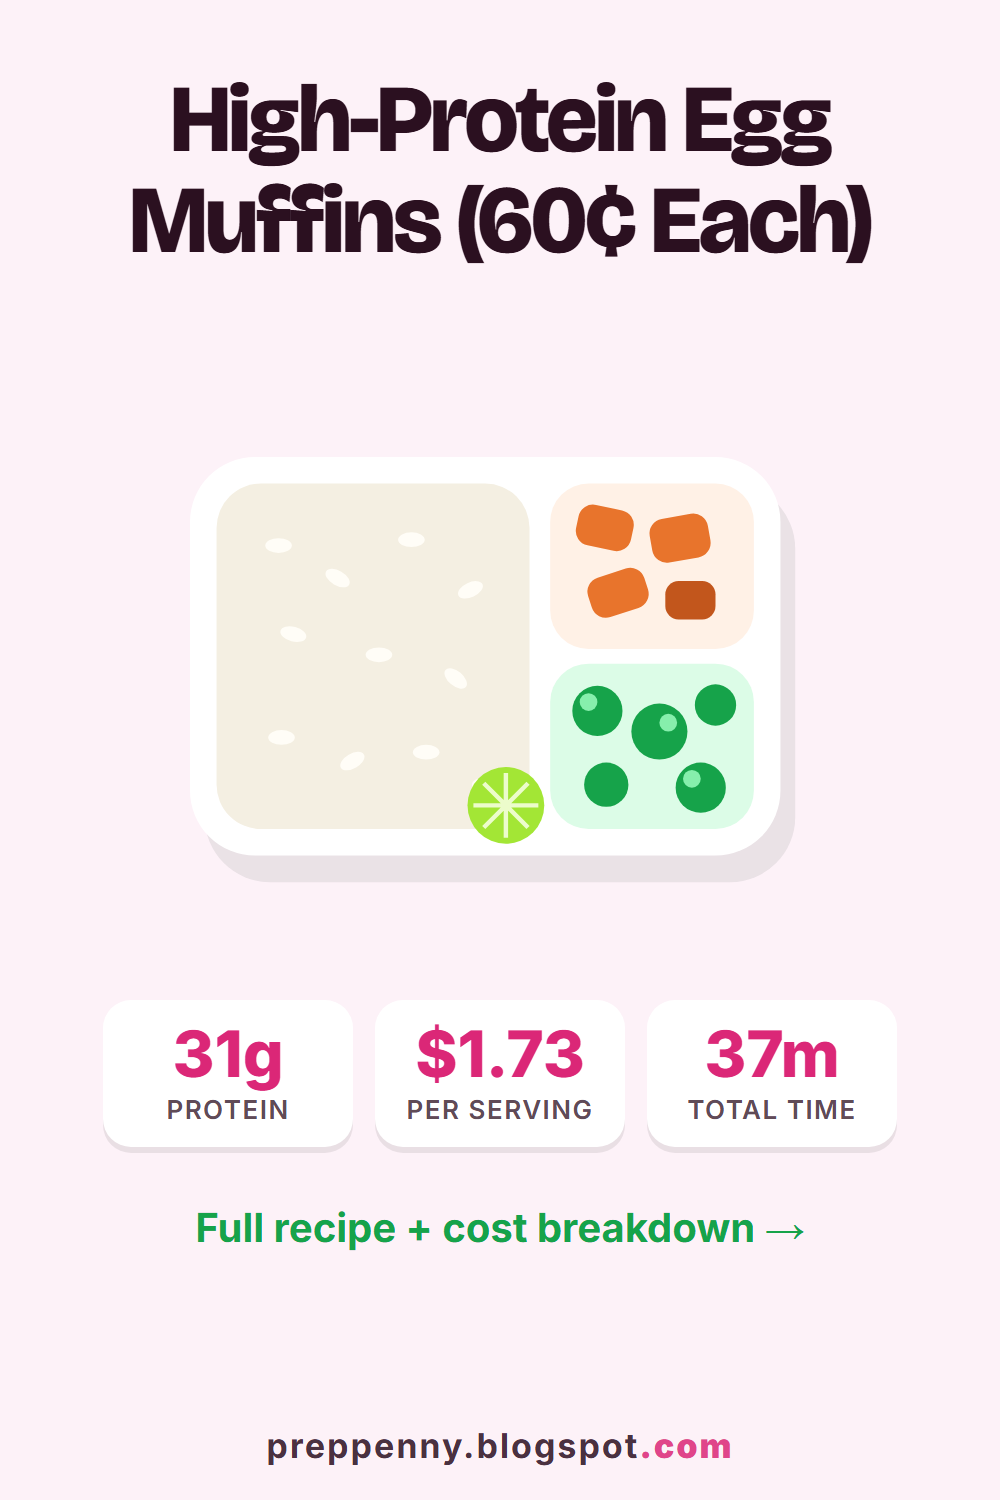 High-Protein Egg
Muffins (60¢ Each)
31g
PROTEIN
$1.73
PER SERVING
37m
TOTAL TIME
Full recipe + cost breakdown →
preppenny.blogspot.com